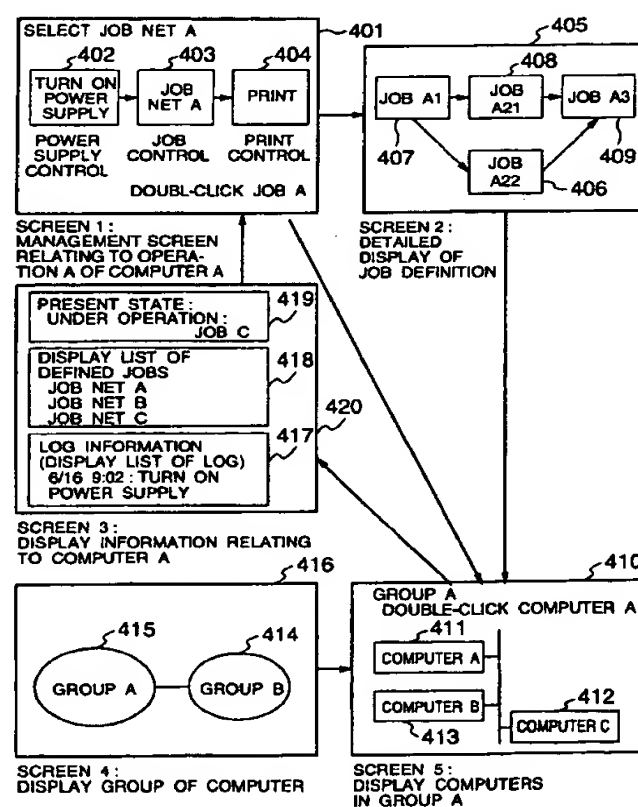 SELECT JOB NET A
401
402
403
404
TURN ON
POWER
SUPPLY
JOB
NET A
PRINT
POWER
SUPPLY
CONTROL
JOB
CONTROL
PRINT
CONTROL
DOUBL-CLICK JOB A
SCREEN 1 :
MANAGEMENT SCREEN
RELATING TO OPERA-
TION A OF COMPUTER A
405
408
JOB A1
JOB
A21
JOB A3
407
409
JOB
A22
406
SCREEN 2 :
DETAILED
DISPLAY OF
JOB DEFINITION
PRESENT STATE :
UNDER OPERATION :
JOB C
419
DISPLAY LIST OF
DEFINED JOBS
JOB NET A
JOB NET B
JOB NET C
418
420
LOG INFORMATION
(DISPLAY LIST OF LOG)
6/16 9:02 : TURN ON
POWER SUPPLY
417
SCREEN 3 :
DISPLAY INFORMATION RELATING
TO COMPUTER A
416
415
414
GROUP A
GROUP B
SCREEN 4 :
DISPLAY GROUP OF COMPUTER
410
GROUP A
DOUBLE-CLICK COMPUTER A
411
COMPUTER A
COMPUTER B
413
412
COMPUTER C
SCREEN 5 :
DISPLAY COMPUTERS
IN GROUP A